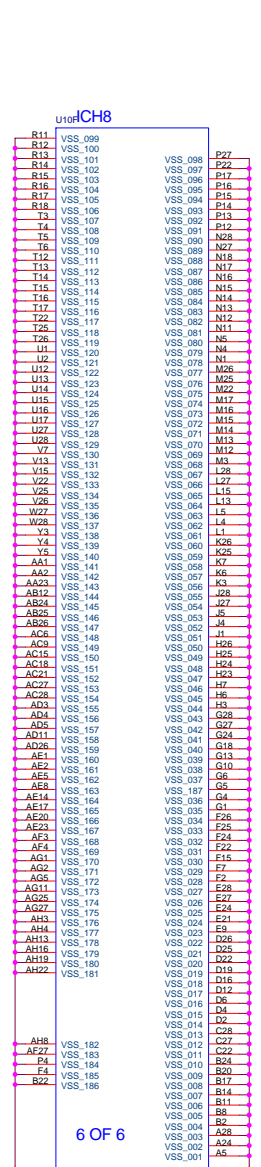 U10F ICH8
R11 VSS_099
R12 VSS_100
R13 VSS_101
R14 VSS_102
R15 VSS_103
R16 VSS_104
R17 VSS_105
R18 VSS_106
T3 VSS_107
T4 VSS_108
T5 VSS_109
T6 VSS_110
T12 VSS_111
T13 VSS_112
T14 VSS_113
T15 VSS_114
T16 VSS_115
T17 VSS_116
T22 VSS_117
T25 VSS_118
T26 VSS_119
U1 VSS_120
U2 VSS_121
U12 VSS_122
U13 VSS_123
U14 VSS_124
U15 VSS_125
U16 VSS_126
U17 VSS_127
U27 VSS_128
U28 VSS_129
V7 VSS_130
V13 VSS_131
V15 VSS_132
V22 VSS_133
V25 VSS_134
V26 VSS_135
W27 VSS_136
W28 VSS_137
Y3 VSS_138
Y4 VSS_139
Y5 VSS_140
AA1 VSS_141
AA2 VSS_142
AA23 VSS_143
AB12 VSS_144
AB24 VSS_145
AB25 VSS_146
AB26 VSS_147
AC6 VSS_148
AC9 VSS_149
AC15 VSS_150
AC18 VSS_151
AC21 VSS_152
AC27 VSS_153
AC28 VSS_154
AD3 VSS_155
AD4 VSS_156
AD5 VSS_157
AD11 VSS_158
AD26 VSS_159
AE1 VSS_160
AE2 VSS_161
AE5 VSS_162
AE8 VSS_163
AE14 VSS_164
AE17 VSS_165
AE20 VSS_166
AE23 VSS_167
AF3 VSS_168
AF4 VSS_169
AG1 VSS_170
AG2 VSS_171
AG5 VSS_172
AG11 VSS_173
AG25 VSS_174
AG27 VSS_175
AH3 VSS_176
AH4 VSS_177
AH13 VSS_178
AH16 VSS_179
AH19 VSS_180
AH22 VSS_181
AH8 VSS_182
AF27 VSS_183
P4 VSS_184
F4 VSS_185
B22 VSS_186
VSS_098 P27
VSS_097 P22
VSS_096 P17
VSS_095 P16
VSS_094 P15
VSS_093 P14
VSS_092 P13
VSS_091 P12
VSS_090 N28
VSS_089 N27
VSS_088 N18
VSS_087 N17
VSS_086 N16
VSS_085 N15
VSS_084 N14
VSS_083 N13
VSS_082 N12
VSS_081 N11
VSS_080 N5
VSS_079 N4
VSS_078 N1
VSS_077 M26
VSS_076 M25
VSS_075 M22
VSS_074 M17
VSS_073 M16
VSS_072 M15
VSS_071 M14
VSS_070 M13
VSS_069 M12
VSS_068 M3
VSS_067 L28
VSS_066 L27
VSS_065 L15
VSS_064 L13
VSS_063 L5
VSS_062 L4
VSS_061 L1
VSS_060 K26
VSS_059 K25
VSS_058 K7
VSS_057 K6
VSS_056 K3
VSS_055 J28
VSS_054 J27
VSS_053 J5
VSS_052 J4
VSS_051 J1
VSS_050 H26
VSS_049 H25
VSS_048 H24
VSS_047 H23
VSS_046 H7
VSS_045 H6
VSS_044 H3
VSS_043 G28
VSS_042 G27
VSS_041 G24
VSS_040 G18
VSS_039 G13
VSS_038 G10
VSS_037 G6
VSS_187 G5
VSS_036 G4
VSS_035 G1
VSS_034 F26
VSS_033 F25
VSS_032 F24
VSS_031 F22
VSS_030 F15
VSS_029 F7
VSS_028 F2
VSS_027 E28
VSS_026 E27
VSS_025 E24
VSS_024 E21
VSS_023 E9
VSS_022 D26
VSS_021 D25
VSS_020 D22
VSS_019 D19
VSS_018 D16
VSS_017 D12
VSS_016 D6
VSS_015 D4
VSS_014 D2
VSS_013 C28
VSS_012 C27
VSS_011 C22
VSS_010 B24
VSS_009 B20
VSS_008 B17
VSS_007 B14
VSS_006 B11
VSS_005 B8
VSS_004 B2
VSS_003 A28
VSS_002 A24
VSS_001 A5
6 OF 6